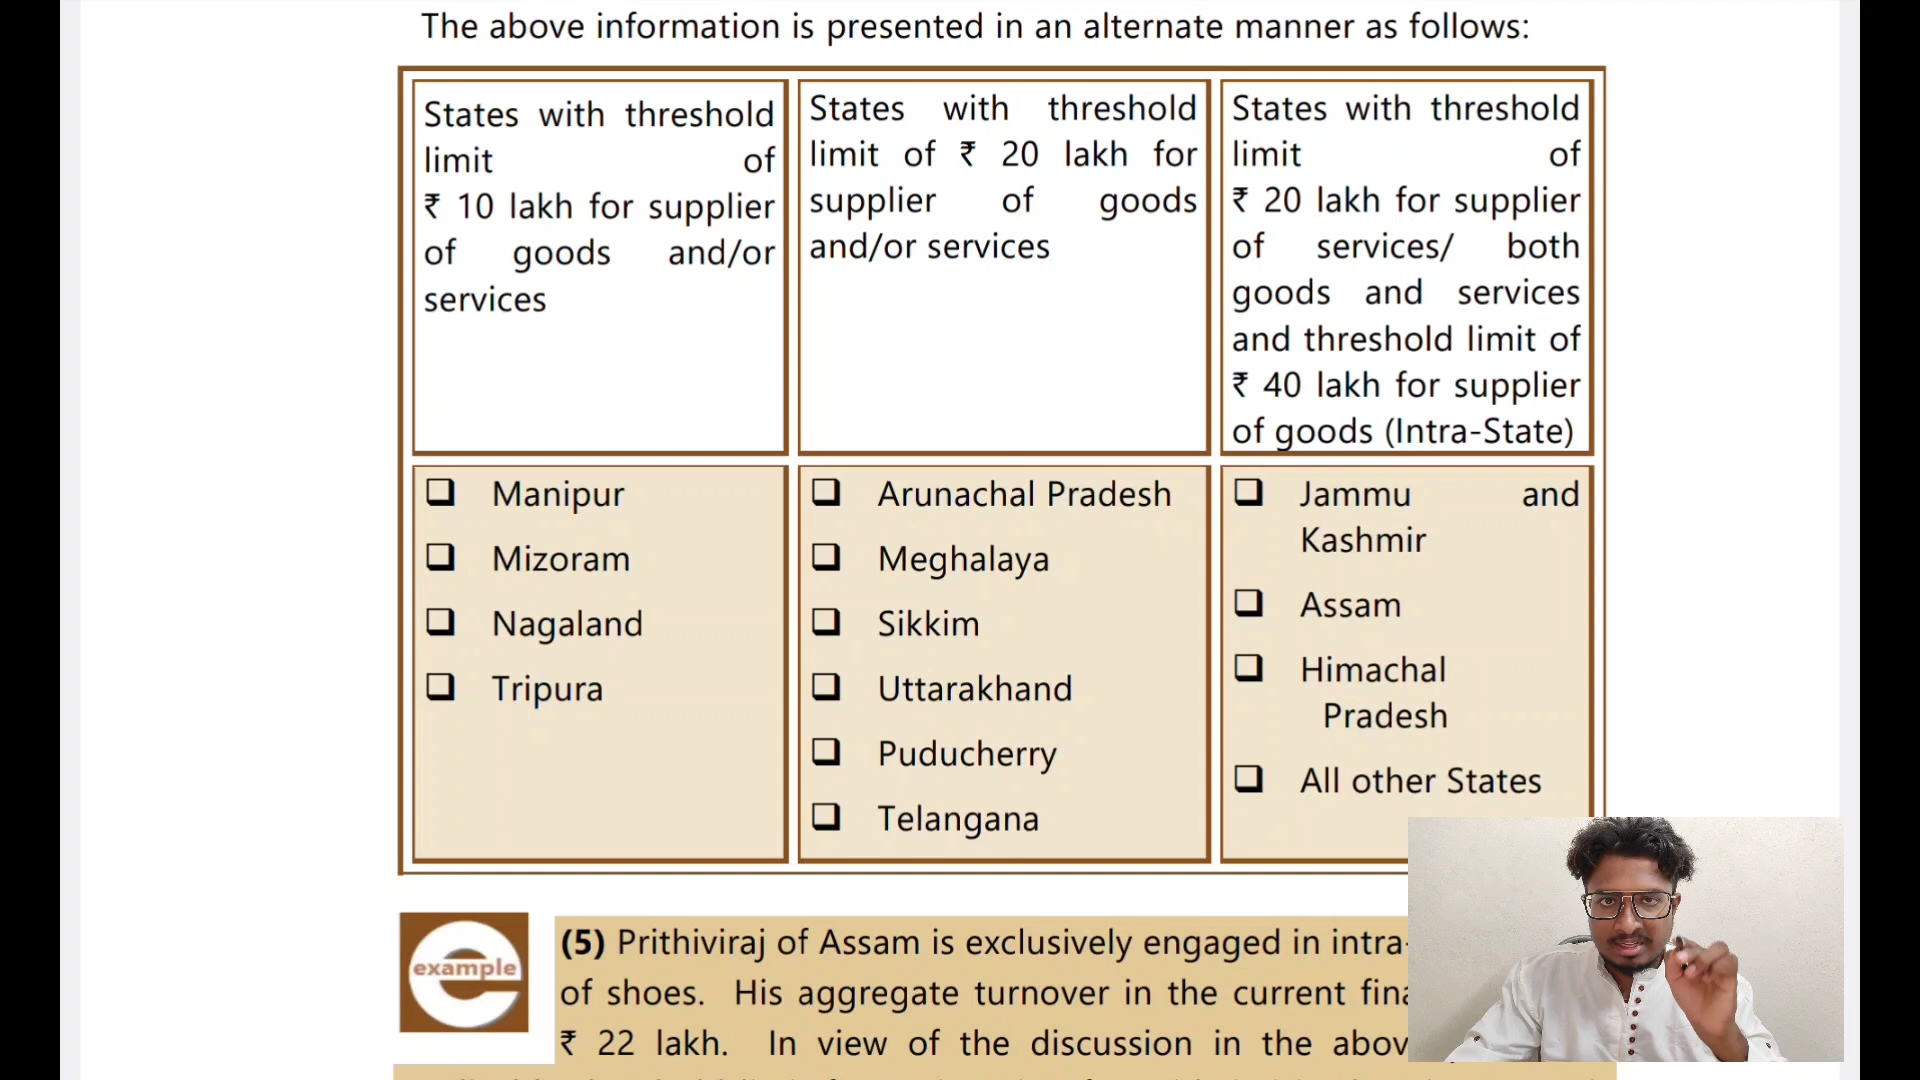 The above information is presented in an alternate manner as follows:
States with threshold
limit of
₹ 10 lakh for supplier
of goods and/or
services
States with threshold
limit of ₹ 20 lakh for
supplier of goods
and/or services
States with threshold
limit of
₹ 20 lakh for supplier
of services/ both
goods and services
and threshold limit of
₹ 40 lakh for supplier
of goods (Intra-State)
❑ Manipur
❑ Mizoram
❑ Nagaland
❑ Tripura
❑ Arunachal Pradesh
❑ Meghalaya
❑ Sikkim
❑ Uttarakhand
❑ Puducherry
❑ Telangana
❑ Jammu and
Kashmir
❑ Assam
❑ Himachal
Pradesh
❑ All other States
example
(5) Prithiviraj of Assam is exclusively engaged in intra-
of shoes. His aggregate turnover in the current
₹ 22 lakh. In view of the discussion in the